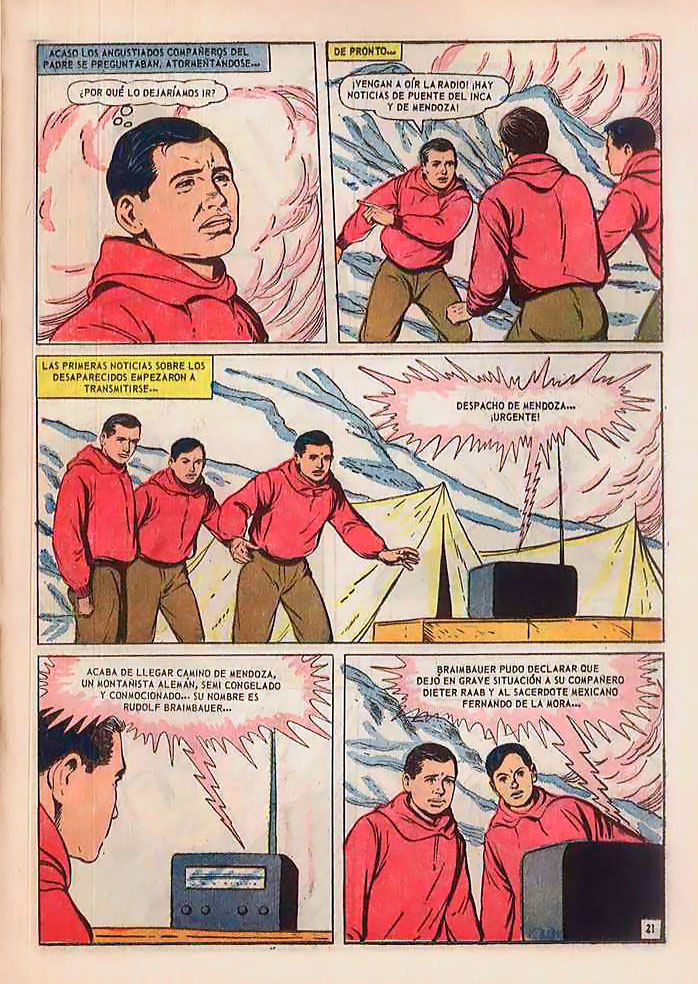 ACASO LOS ANGUSTIADOS COMPAÑEROS DEL
PADRE SE PREGUNTABAN, ATORMENTÁNDOSE...
¿POR QUÉ LO DEJARÍAMOS IR?
DE PRONTO...
¡VENGAN A OÍR LA RADIO! ¡HAY
NOTICIAS DE PUENTE DEL INCA
Y DE MENDOZA!
LAS PRIMERAS NOTICIAS SOBRE LOS
DESAPARECIDOS EMPEZARON A
TRANSMITIRSE...
DESPACHO DE MENDOZA...
¡URGENTE!
ACABA DE LLEGAR CAMINO DE MENDOZA,
UN MONTAÑISTA ALEMÁN, SEMI CONGELADO
Y CONMOCIONADO... SU NOMBRE ES
RUDOLF BRAIMBAUER...
BRAIMBAUER PUDO DECLARAR QUE
DEJÓ EN GRAVE SITUACIÓN A SU COMPAÑERO
DIETER RAAB Y AL SACERDOTE MEXICANO
FERNANDO DE LA MORA...
21